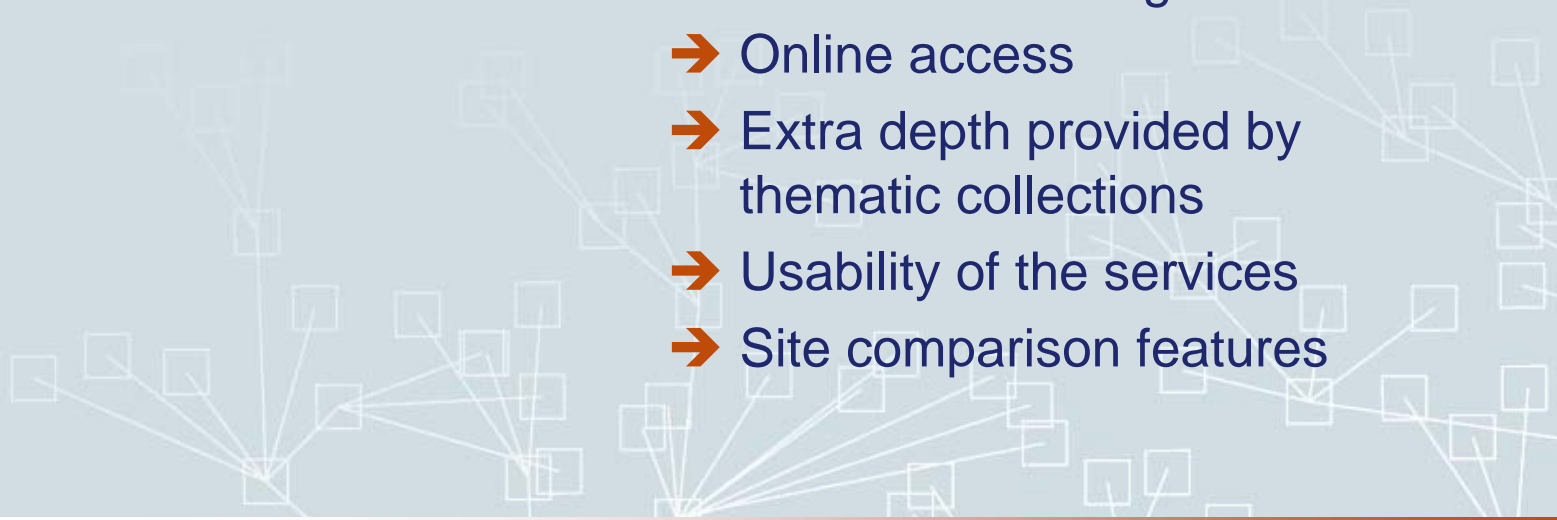 ➔ Online access
➔ Extra depth provided by
thematic collections
➔ Usability of the services
➔ Site comparison features